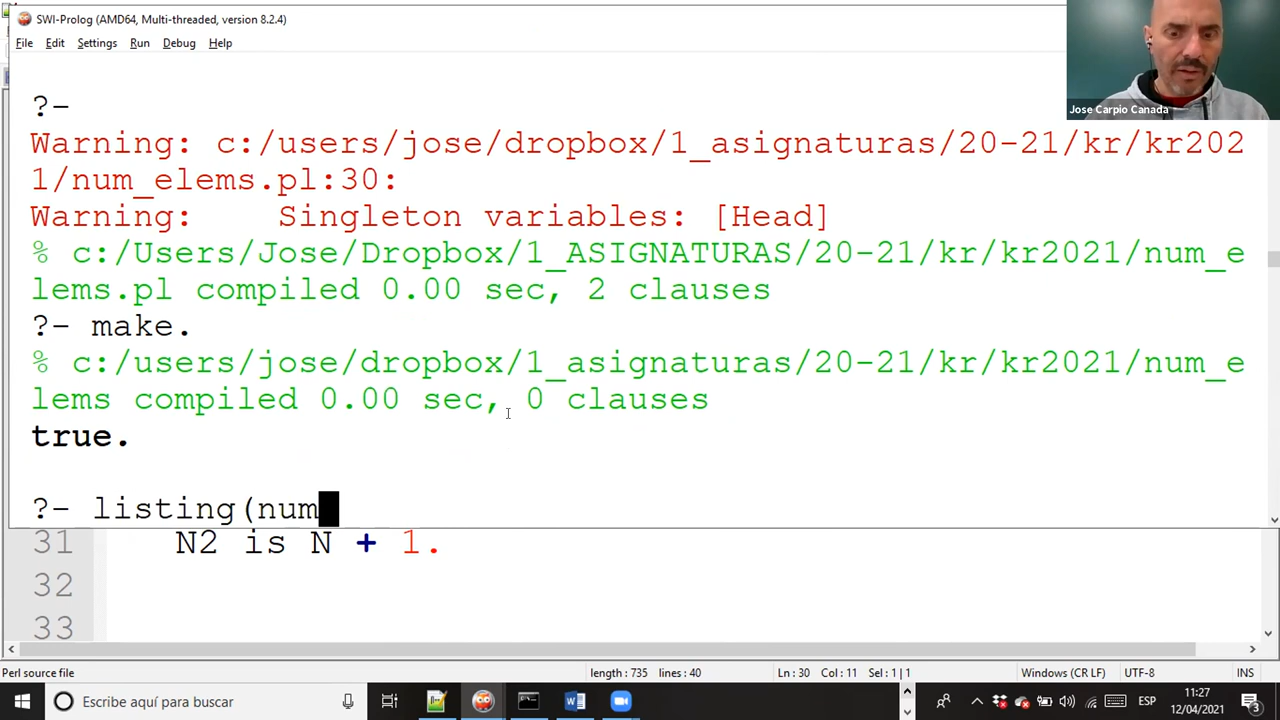 SWI-Prolog (AMD64, Multi-threaded, version 8.2.4)
File Edit Settings Run Debug Help
Jose Carpio Canada
?-
Warning: c:/users/jose/dropbox/1_asignaturas/20-21/kr/kr202
1/num_elems.pl:30:
Warning:    Singleton variables: [Head]
% c:/Users/Jose/Dropbox/1_ASIGNATURAS/20-21/kr/kr2021/num_e
lems.pl compiled 0.00 sec, 2 clauses
?- make.
% c:/users/jose/dropbox/1_asignaturas/20-21/kr/kr2021/num_e
lems compiled 0.00 sec, 0 clauses
true.
?- listing(num
31 N2 is N + 1.
32
33
Perl source file length : 735 lines : 40 Ln : 30 Col : 11 Sel : 1 | 1 Windows (CR LF) UTF-8 INS
Escribe aquí para buscar
ESP
11:27
12/04/2021
3